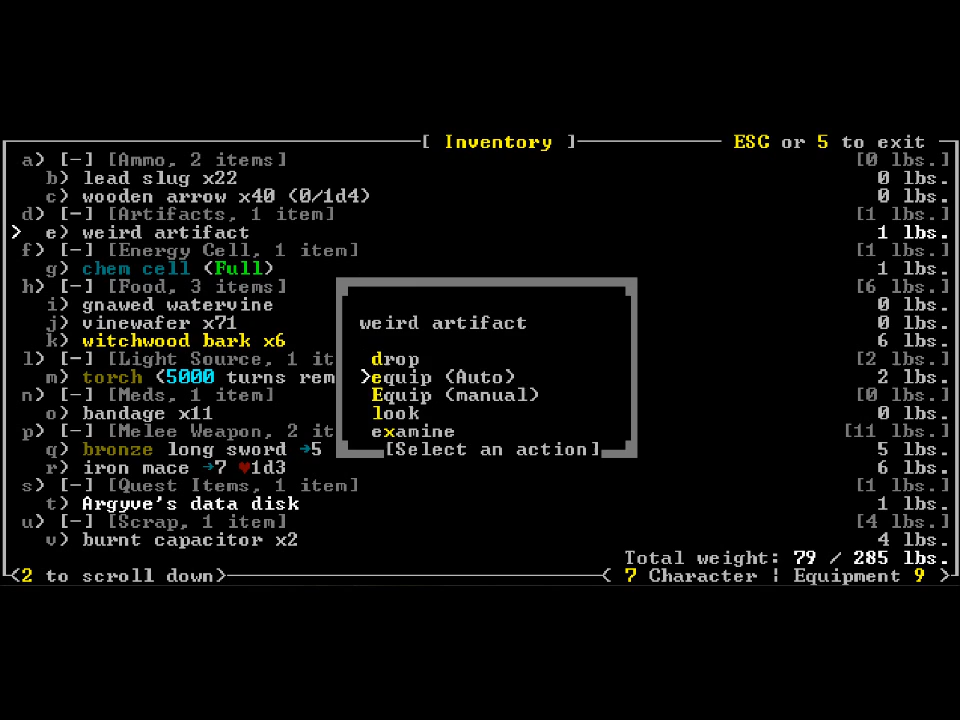 [ Inventory ] ESC or 5 to exit
a) [-] [Ammo, 2 items] [0 lbs.]
b) lead slug x22 0 lbs.
c) wooden arrow x40 (0/1d4) 0 lbs.
d) [-] [Artifacts, 1 item] [1 lbs.]
> e) weird artifact 1 lbs.
f) [-] [Energy Cell, 1 item] [1 lbs.]
g) chem cell (Full) 1 lbs.
h) [-] [Food, 3 items] [6 lbs.]
i) gnawed watervine 0 lbs.
j) vinewafer x71 0 lbs.
k) witchwood bark x6 6 lbs.
l) [-] [Light Source, 1 it [2 lbs.]
m) torch (5000 turns rem 2 lbs.
n) [-] [Meds, 1 item] [0 lbs.]
o) bandage x11 0 lbs.
p) [-] [Melee Weapon, 2 it [11 lbs.]
q) bronze long sword →5 5 lbs.
r) iron mace →7 ♥1d3 6 lbs.
s) [-] [Quest Items, 1 item] [1 lbs.]
t) Argyve's data disk 1 lbs.
u) [-] [Scrap, 1 item] [4 lbs.]
v) burnt capacitor x2 4 lbs.
weird artifact
drop
>equip (Auto)
Equip (manual)
look
examine
[Select an action]
Total weight: 79 / 285 lbs.
<2 to scroll down> < 7 Character | Equipment 9 >